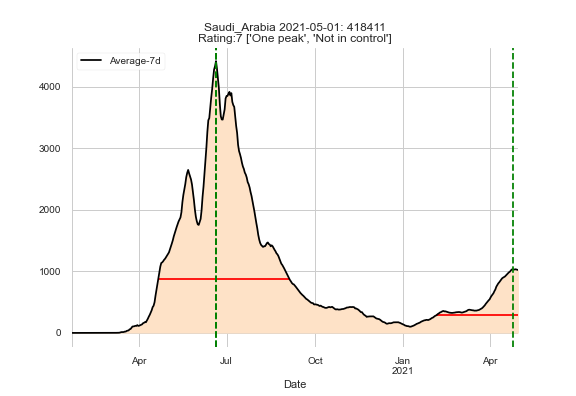 Saudi_Arabia 2021-05-01: 418411
Rating:7 ['One peak', 'Not in control']
Average-7d
4000
3000
2000
1000
0
Apr
Jul
Oct
Jan
2021
Apr
Date